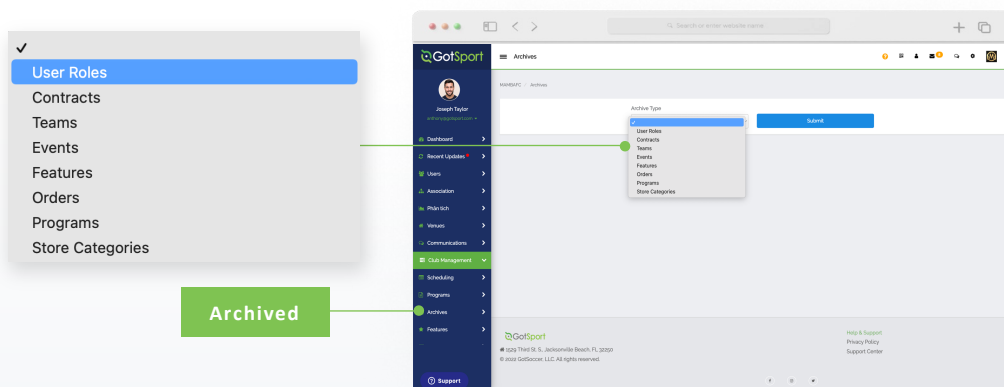 ✓
User Roles
Contracts
Teams
Events
Features
Orders
Programs
Store Categories
Archived
Search or enter website name
GotSport
Archives
MAMBAFC / Archives
Joseph Taylor
Dashboard
Recent Updates
Users
Association
Phân tích
Venues
Communications
Club Management
Scheduling
Programs
Archives
Features
Support
Archive Type
✓
User Roles
Contracts
Teams
Events
Features
Orders
Programs
Store Categories
Submit
GotSport
1529 Third St. S., Jacksonville Beach, FL 32250
© 2022 GotSoccer, LLC. All rights reserved.
Help & Support
Privacy Policy
Support Center